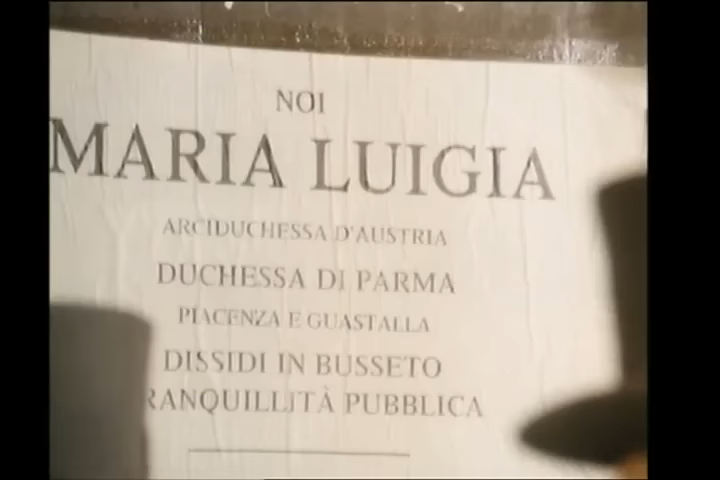 NOI
MARIA LUIGIA
ARCIDUCHESSA D'AUSTRIA
DUCHESSA DI PARMA
PIACENZA E GUASTALLA
DISSIDI IN BUSSETO
RANQUILLITÀ PUBBLICA